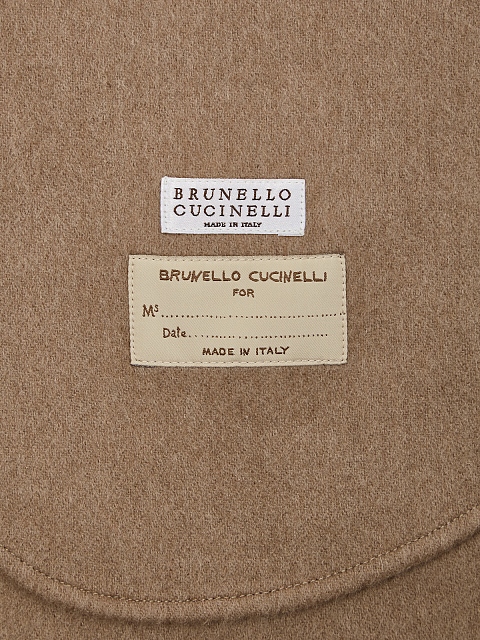 BRUNELLO
CUCINELLI
MADE IN ITALY
BRUNELLO CUCINELLI
FOR
Ms........................................
Date..............................
MADE IN ITALY